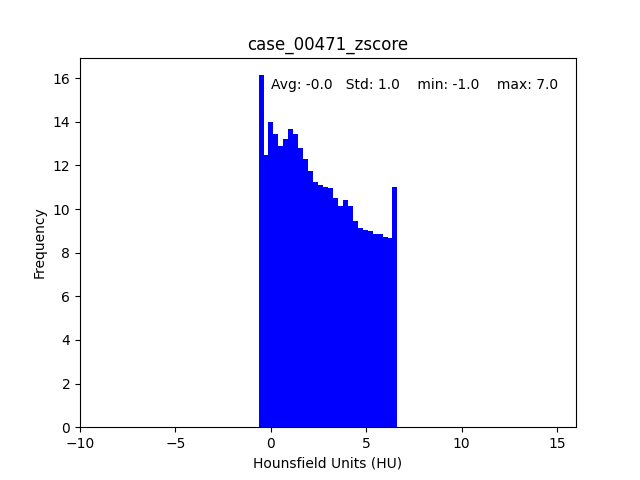 case_00471_zscore
Avg: -0.0 Std: 1.0 min: -1.0 max: 7.0
16
14
12
10
8
6
4
2
0
Frequency
−10 −5 0 5 10 15
Hounsfield Units (HU)